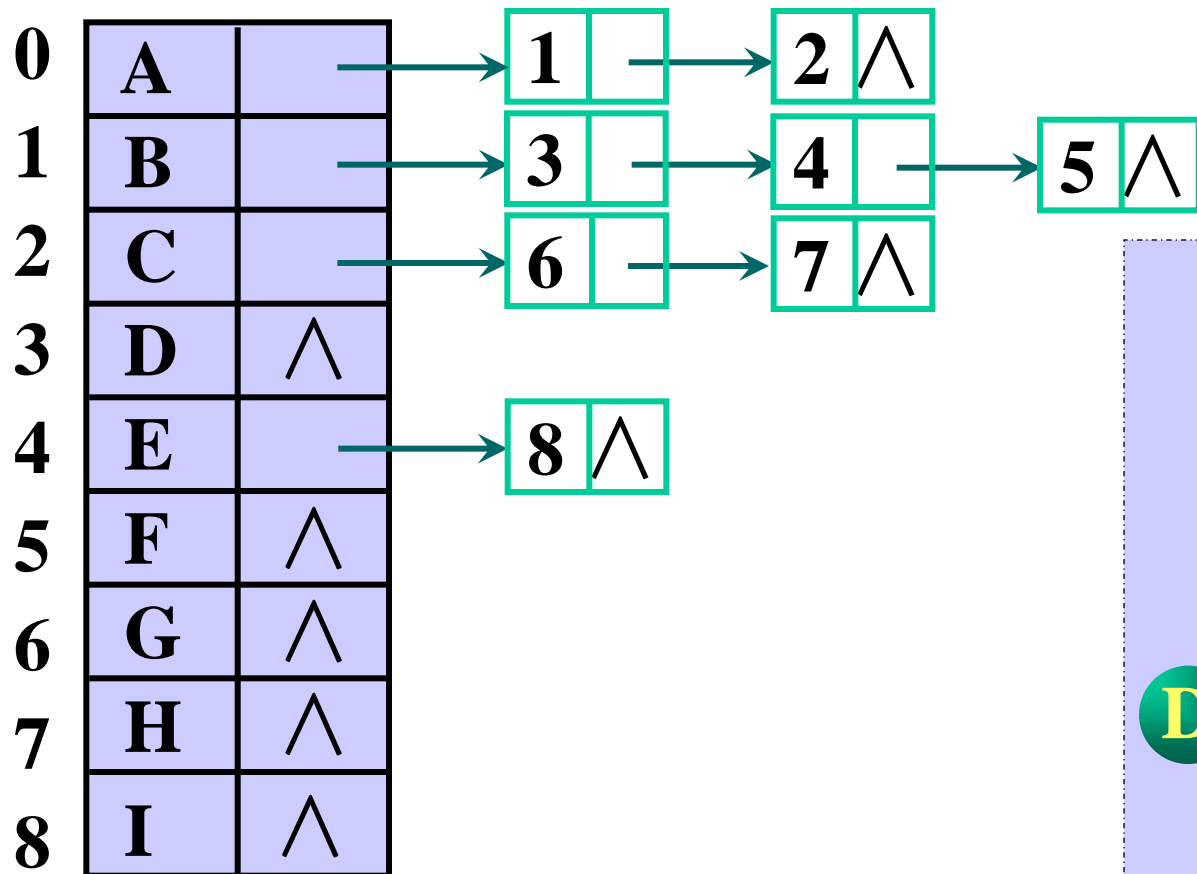 0 A 1 2 ∧
1 B 3 4 5 ∧
2 C 6 7 ∧
3 D ∧
4 E 8 ∧
5 F ∧
6 G ∧
7 H ∧
D
8 I ∧